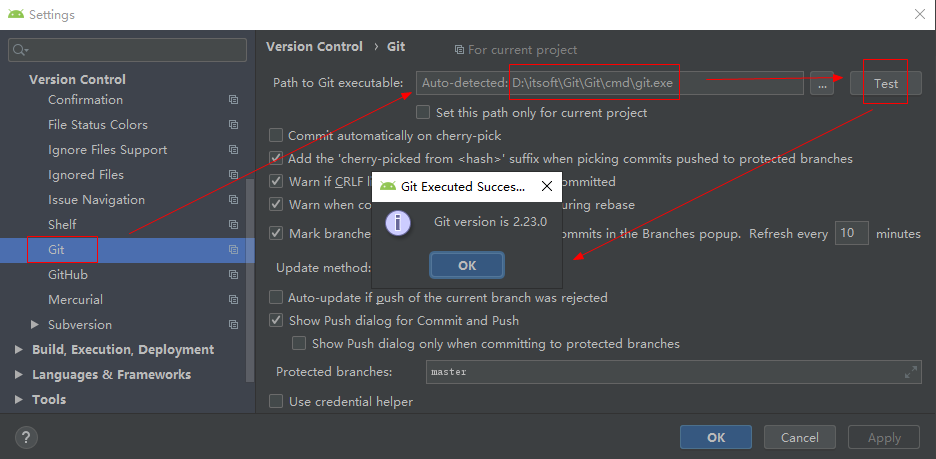 Settings
Version Control › Git
For current project
Version Control
Confirmation
File Status Colors
Ignore Files Support
Ignored Files
Issue Navigation
Shelf
Git
GitHub
Mercurial
Subversion
Build, Execution, Deployment
Languages & Frameworks
Tools
Path to Git executable:
Auto-detected: D:\itsoft\Git\Git\cmd\git.exe
...
Test
Set this path only for current project
Commit automatically on cherry-pick
Add the 'cherry-picked from <hash>' suffix when picking commits pushed to protected branches
Warn if CRLF li
mmitted
Warn when co
uring rebase
Mark branche
ommits in the Branches popup. Refresh every 10 minutes
Git Executed Succes...
Git version is 2.23.0
OK
Update method:
Auto-update if push of the current branch was rejected
Show Push dialog for Commit and Push
Show Push dialog only when committing to protected branches
Protected branches:
master
Use credential helper
?
OK
Cancel
Apply